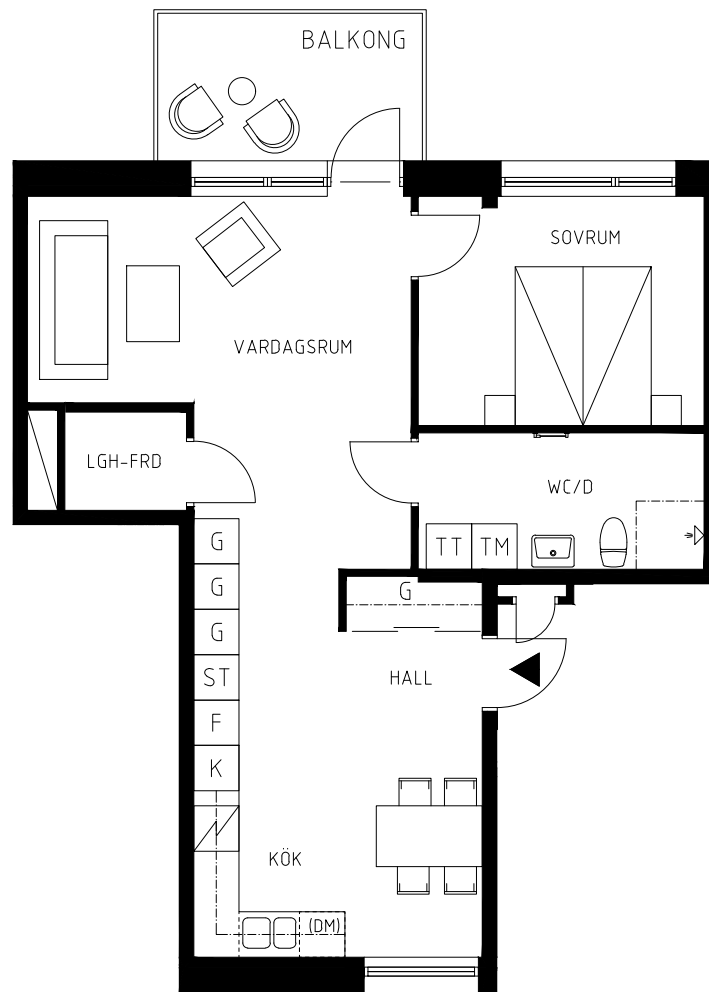 BALKONG
SOVRUM
VARDAGSRUM
LGH-FRD
WC/D
G
TT TM
G
G
G
ST
HALL
F
K
KÖK
(DM)